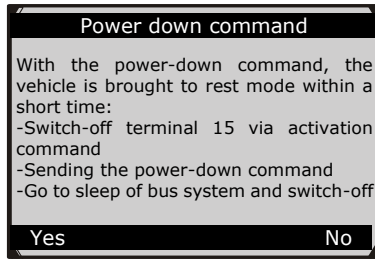 Power down command
With the power-down command, the
vehicle is brought to rest mode within a
short time:
-Switch-off terminal 15 via activation
command
-Sending the power-down command
-Go to sleep of bus system and switch-off
Yes No